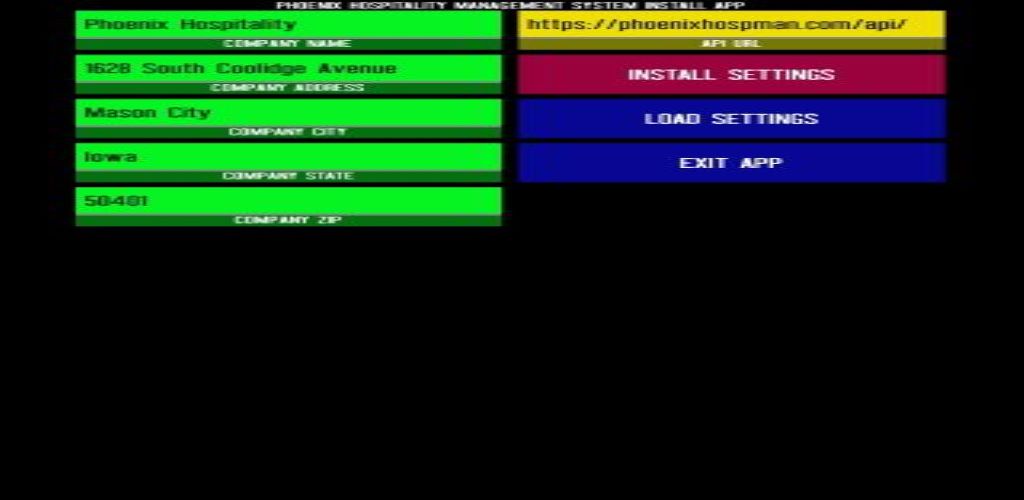 PHOENIX HOSPITALITY MANAGEMENT SYSTEM INSTALL APP
Phoenix Hospitality
COMPANY NAME
1628 South Coolidge Avenue
COMPANY ADDRESS
Mason City
COMPANY CITY
Iowa
COMPANY STATE
50401
COMPANY ZIP
https://phoenixhospman.com/api/
API URL
INSTALL SETTINGS
LOAD SETTINGS
EXIT APP